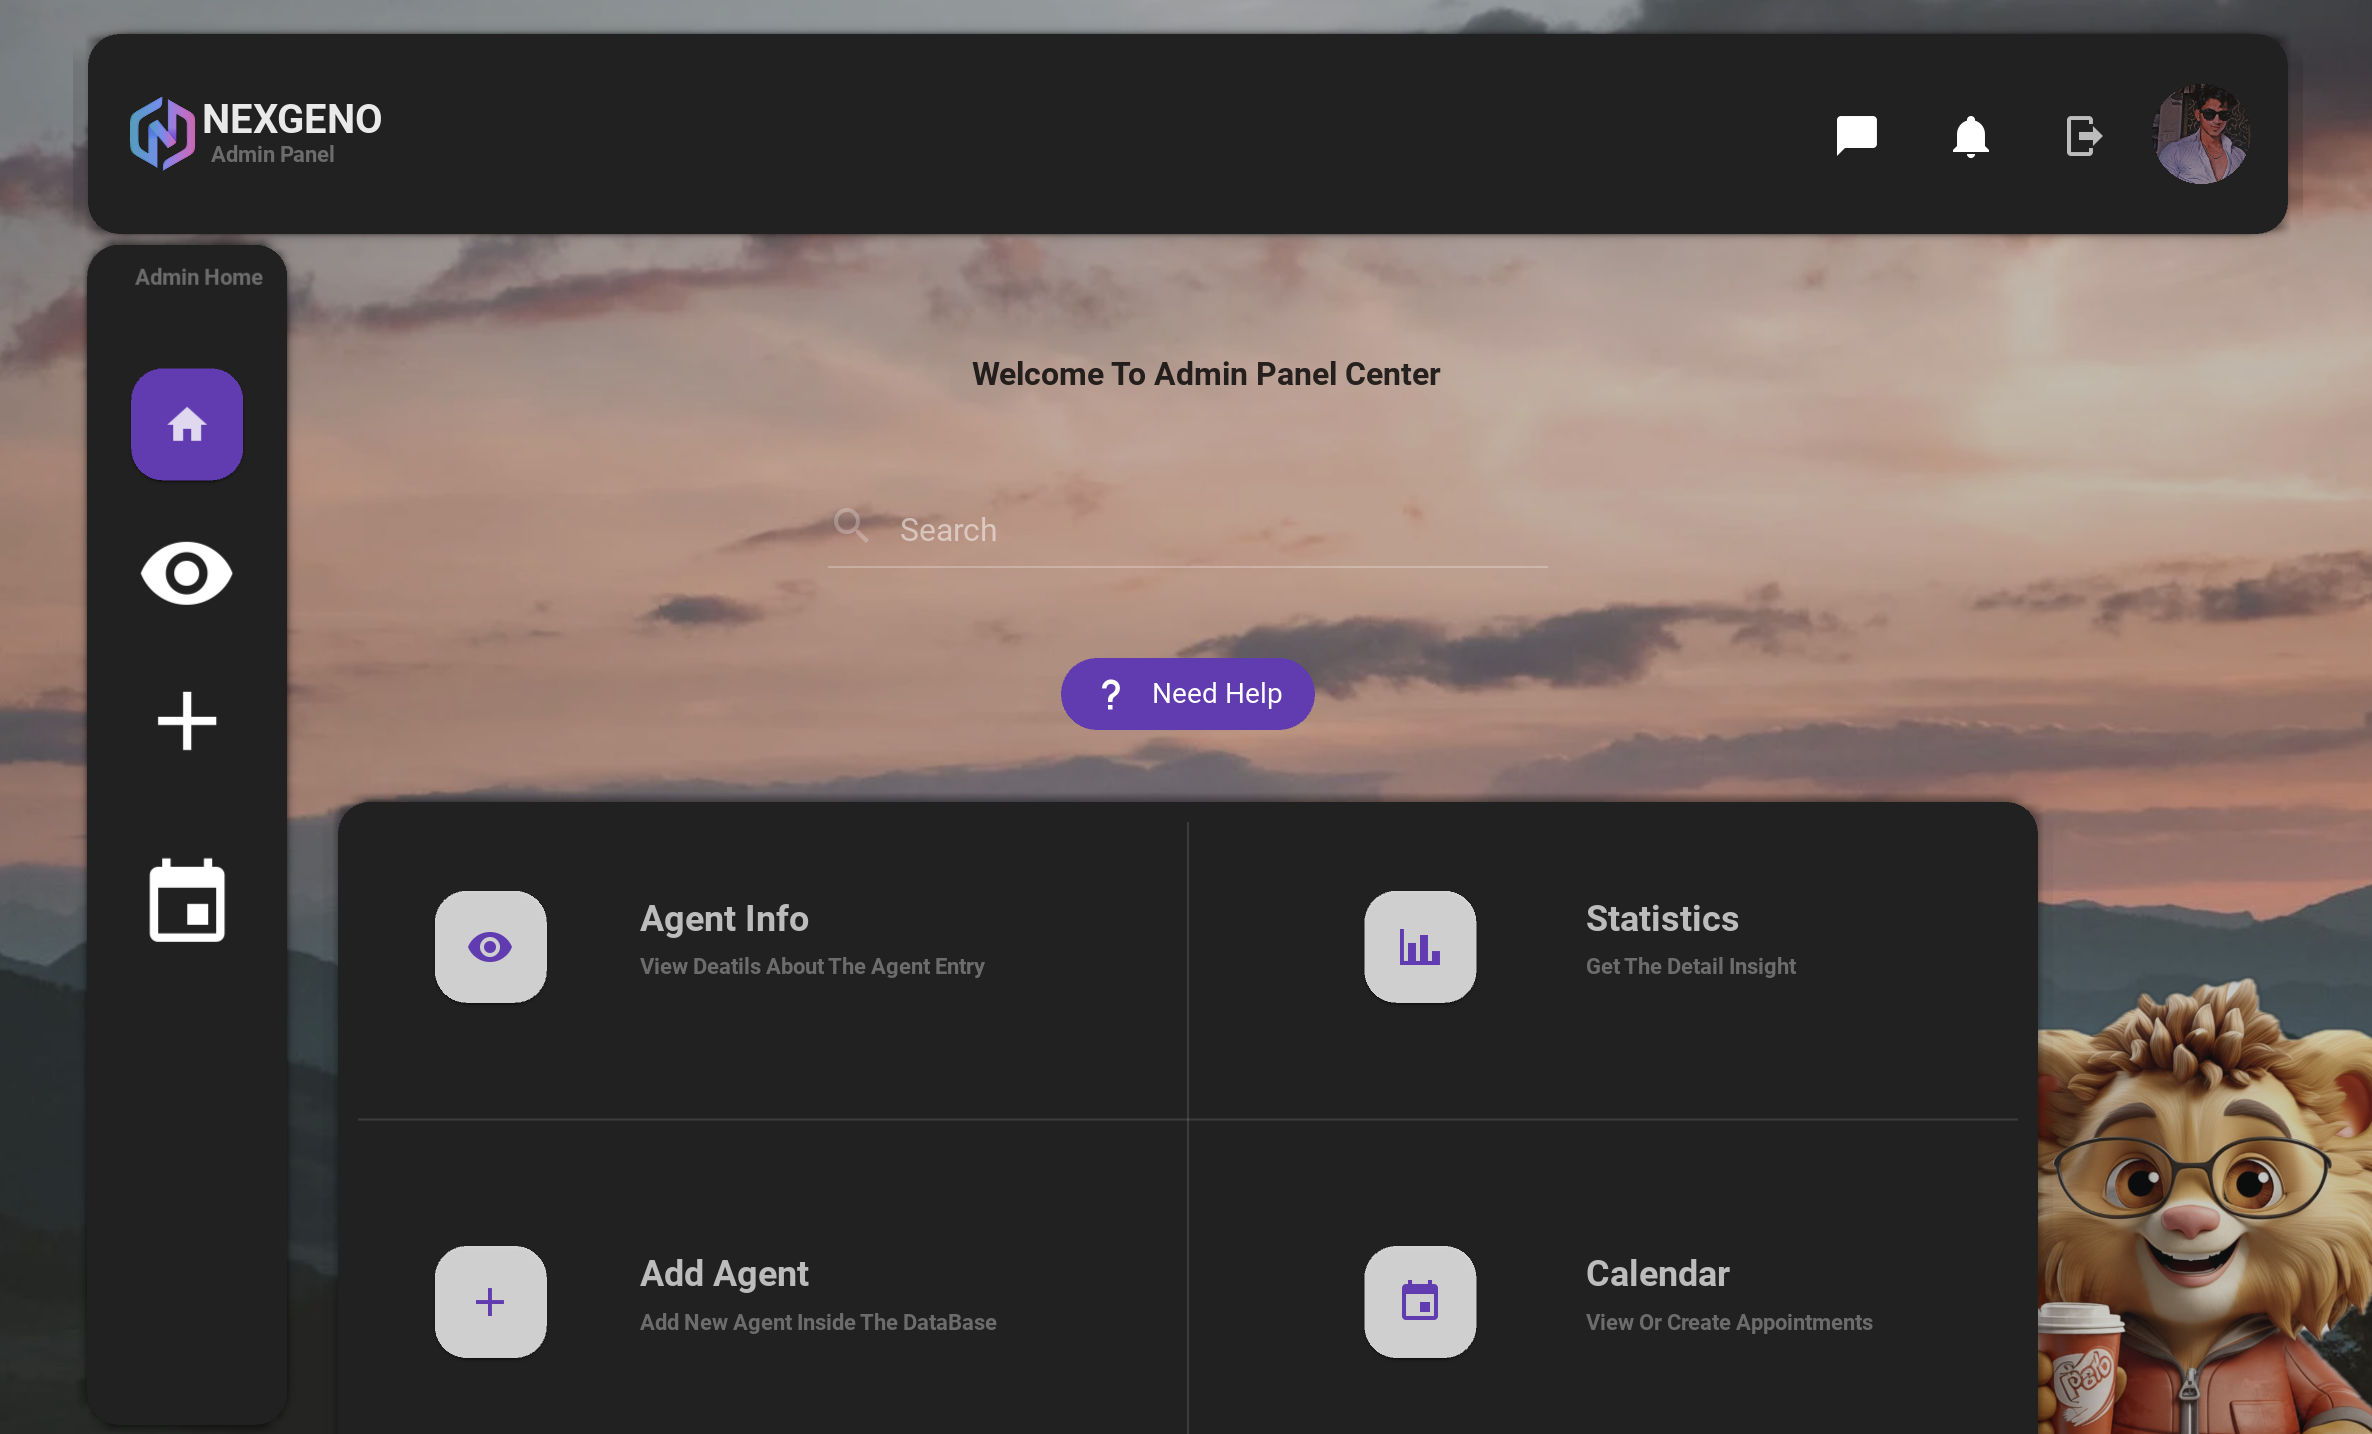 NEXGENO
Admin Panel
Admin Home
Welcome To Admin Panel Center
Search
? Need Help
Agent Info
View Deatils About The Agent Entry
Statistics
Get The Detail Insight
Add Agent
Add New Agent Inside The DataBase
Calendar
View Or Create Appointments